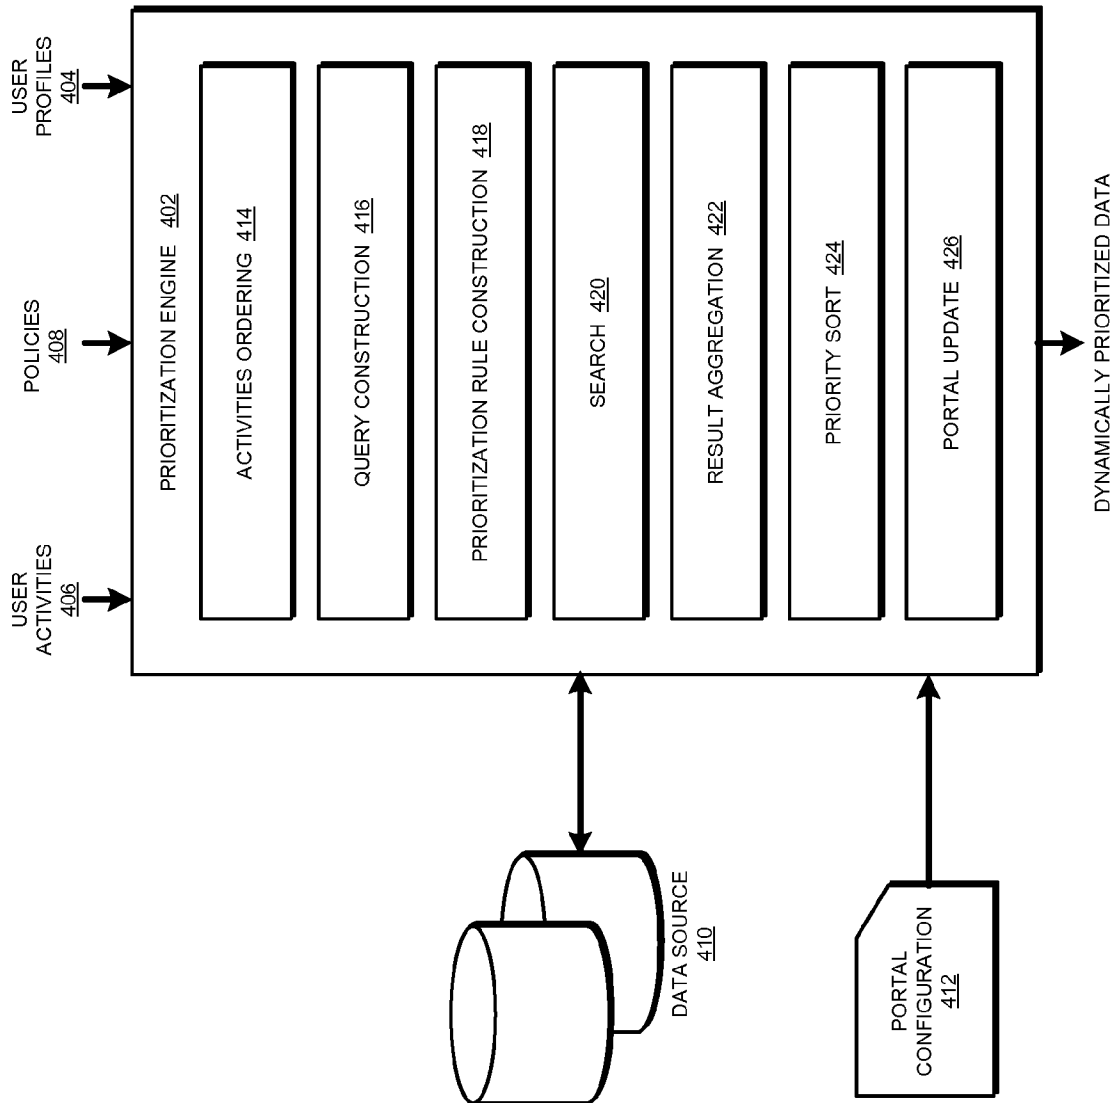 USER
PROFILES
404
POLICIES
408
USER
ACTIVITIES
406
PRIORITIZATION ENGINE 402
ACTIVITIES ORDERING 414
QUERY CONSTRUCTION 416
PRIORITIZATION RULE CONSTRUCTION 418
SEARCH 420
RESULT AGGREGATION 422
PRIORITY SORT 424
PORTAL UPDATE 426
DATA SOURCE
410
PORTAL
CONFIGURATION
412
DYNAMICALLY PRIORITIZED DATA